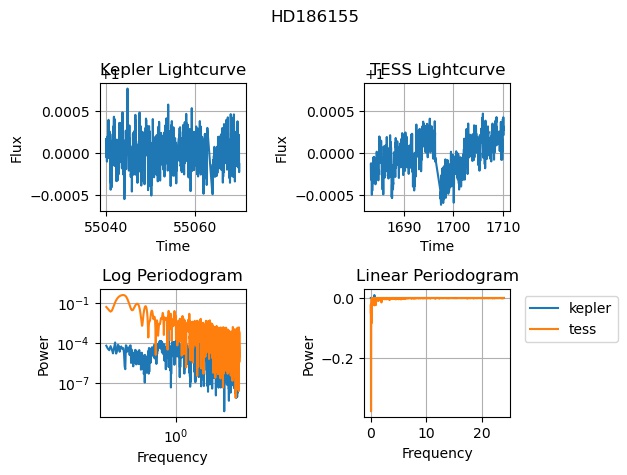 HD186155
Kepler Lightcurve
TESS Lightcurve
+1
+1
Flux
0.0005
0.0000
−0.0005
55040
55060
Time
Flux
0.0005
0.0000
−0.0005
1690
1700
1710
Time
Log Periodogram
Linear Periodogram
Power
10⁻¹
10⁻⁴
10⁻⁷
10⁰
Frequency
Power
0.0
−0.2
0
10
20
Frequency
kepler
tess